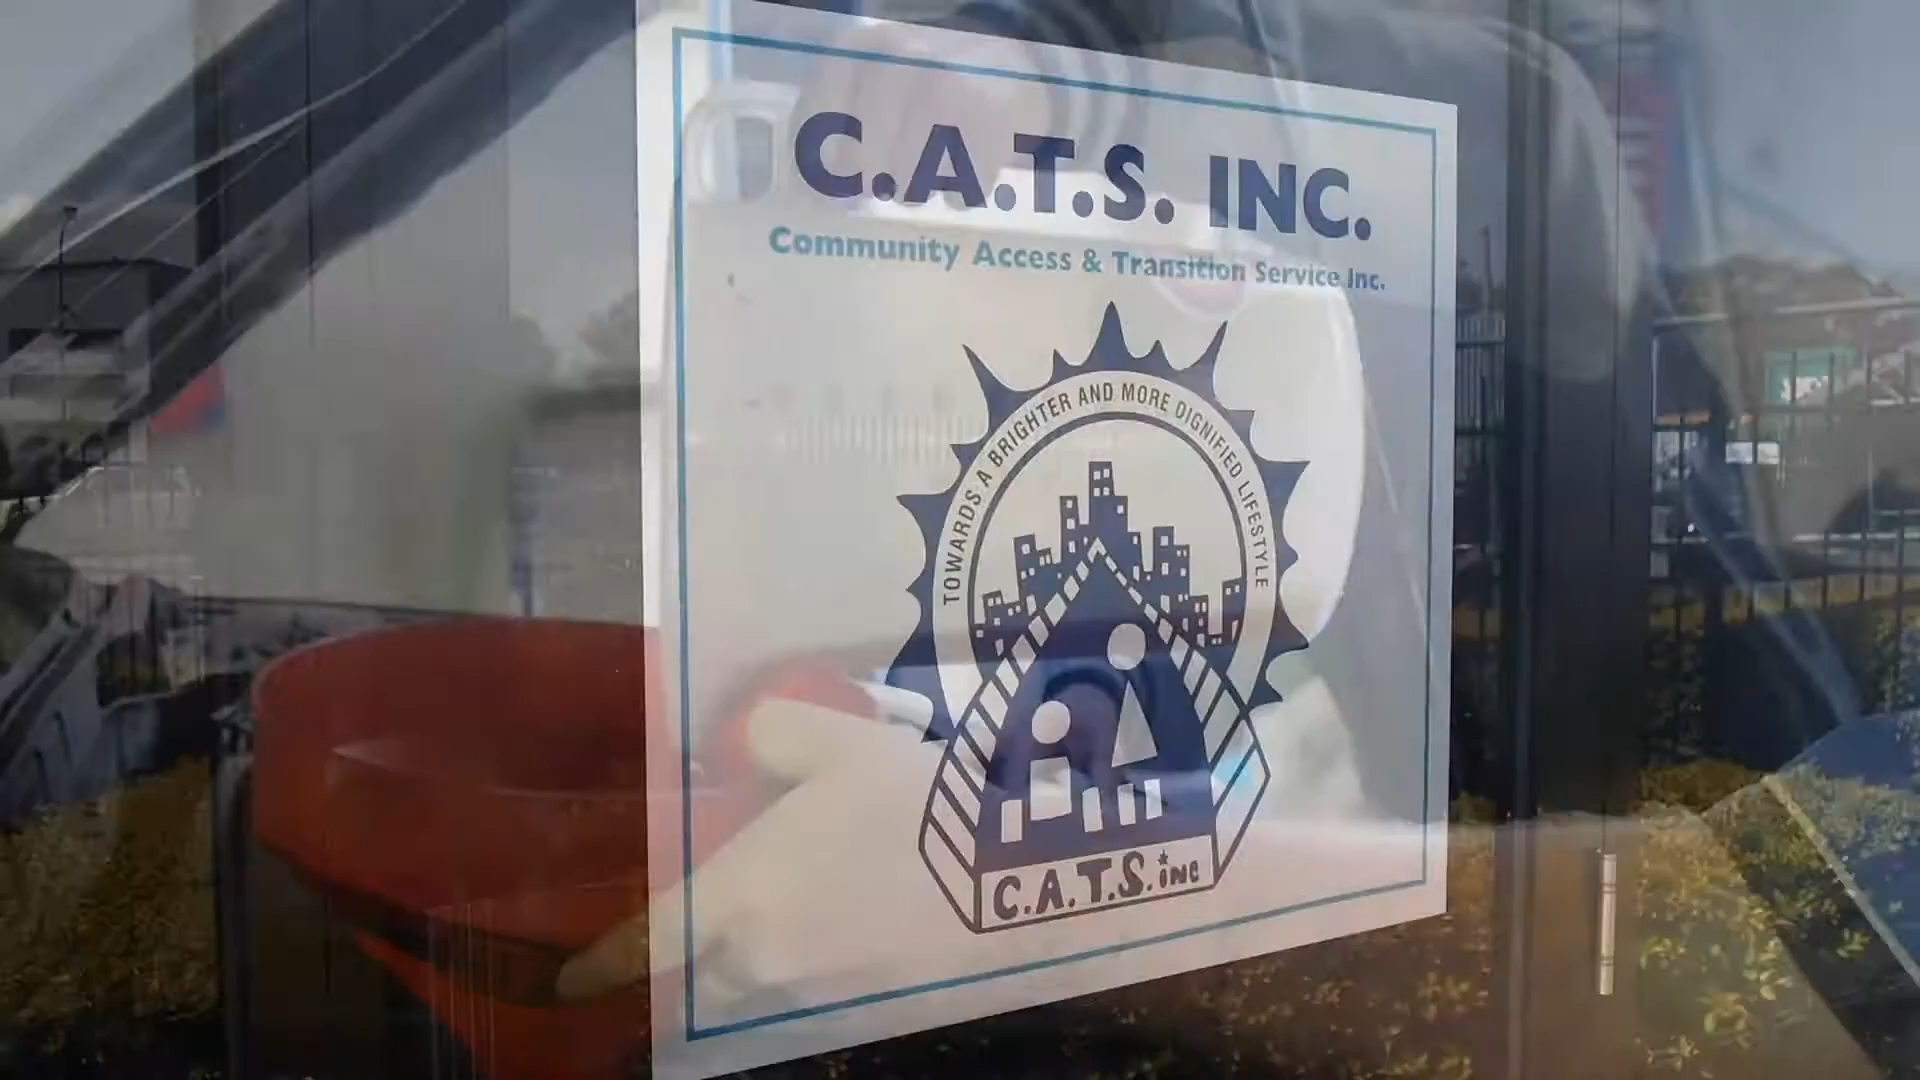 C.A.T.S. INC.
Community Access & Transition Service Inc.
TOWARDS A BRIGHTER AND MORE DIGNIFIED LIFESTYLE
C.A.T.S. inc